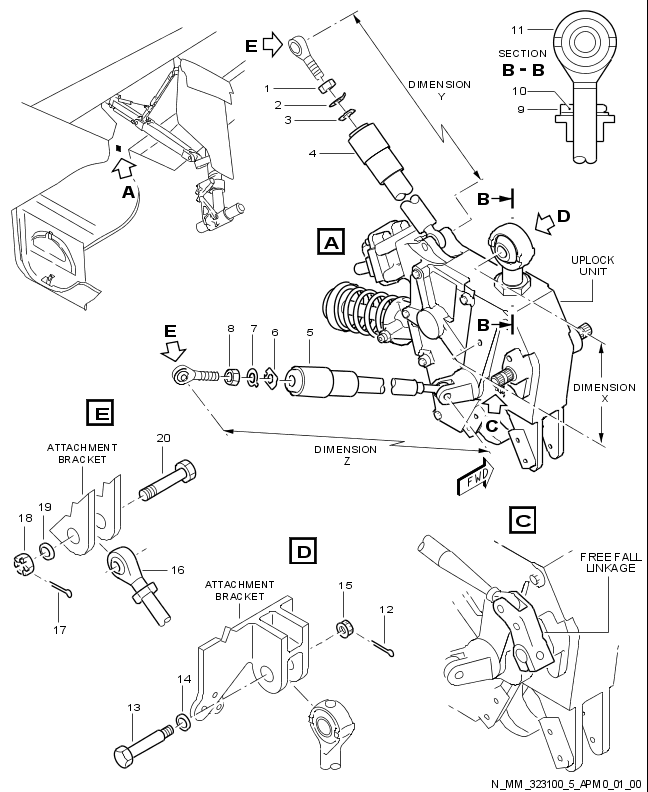 11
SECTION
B - B
10
9
E
1
2
3
4
DIMENSION
Y
A
B
D
A
UPLOCK
UNIT
E
8
7
6
5
B
DIMENSION
X
C
E
20
ATTACHMENT
BRACKET
DIMENSION
Z
FWD
18
19
16
17
D
C
FREE FALL
LINKAGE
ATTACHMENT
BRACKET
15
12
14
13
N_MM_323100_5_APM0_01_00